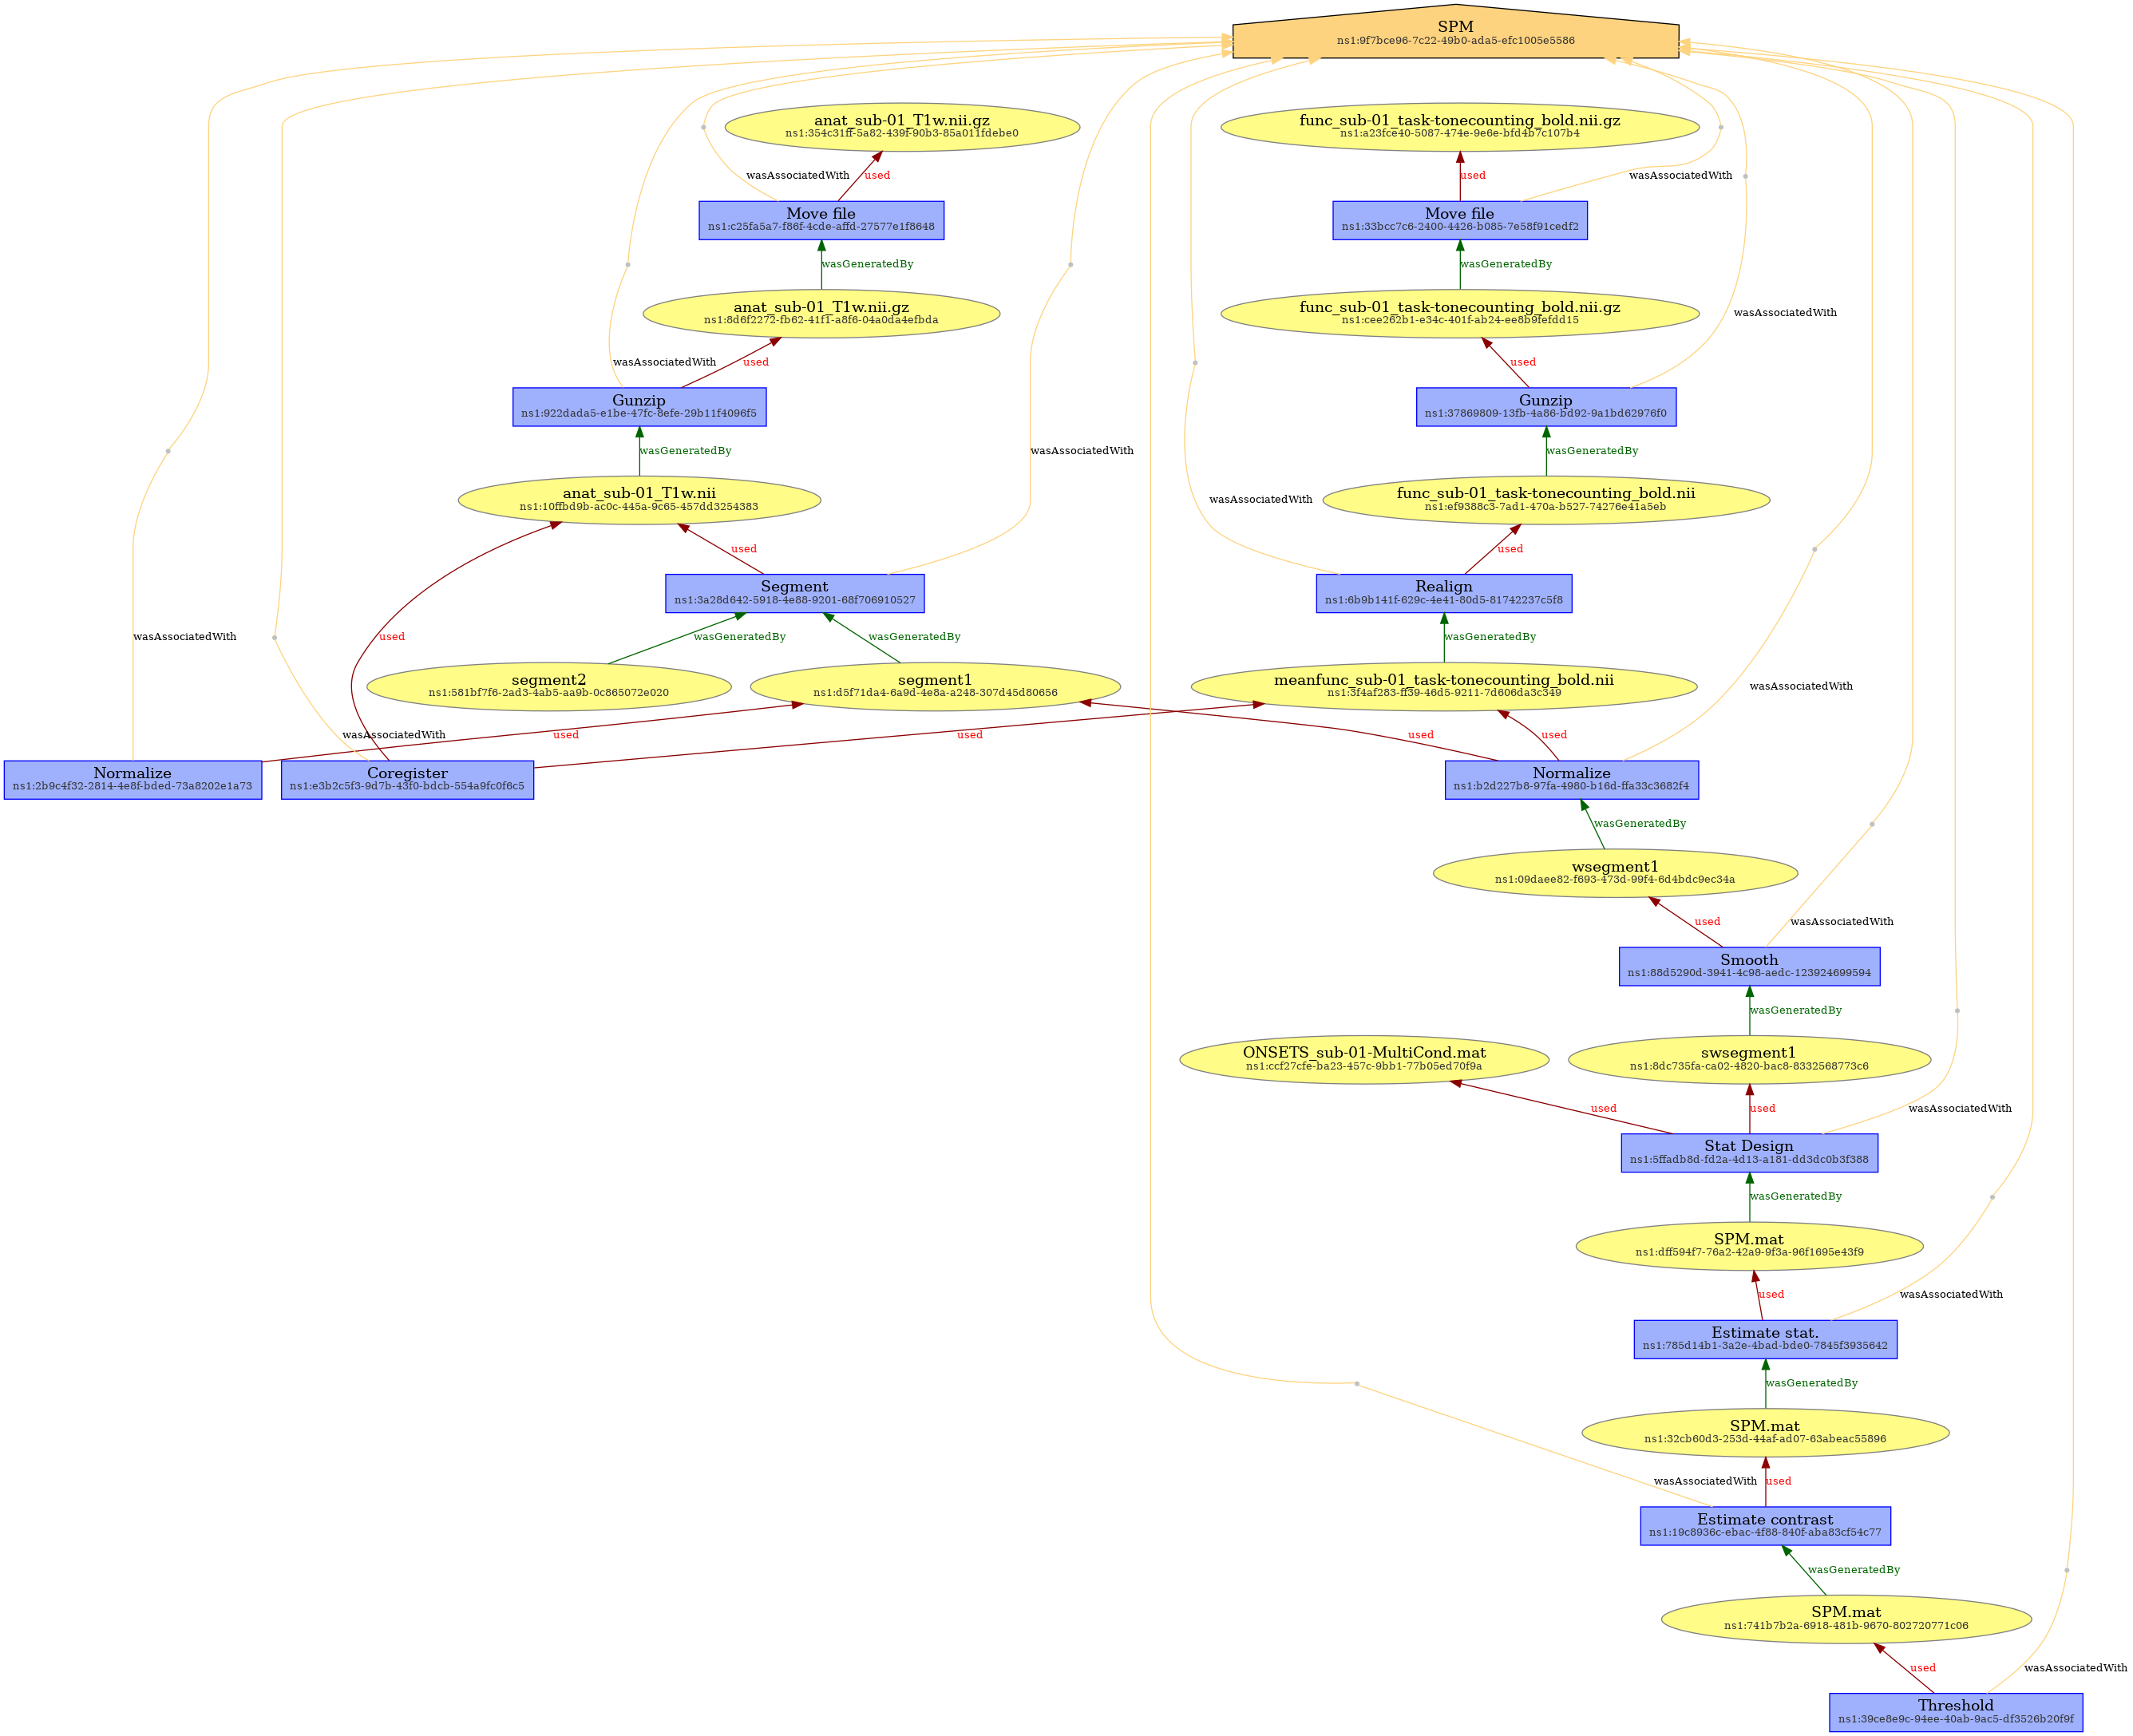 SPM
ns1:9f7bce96-7c22-49b0-ada5-efc1005e5586
anat_sub-01_T1w.nii.gz
ns1:354c31ff-5a82-439f-90b3-85a011fdebe0
func_sub-01_task-tonecounting_bold.nii.gz
ns1:a23fce40-5087-474e-9e6e-bfd4b7c107b4
wasAssociatedWith
used
used
wasAssociatedWith
Move file
ns1:c25fa5a7-f86f-4cde-affd-27577e1f8648
Move file
ns1:33bcc7c6-2400-4426-b085-7e58f91cedf2
wasGeneratedBy
wasGeneratedBy
anat_sub-01_T1w.nii.gz
ns1:8d6f2272-fb62-41f1-a8f6-04a0da4efbda
func_sub-01_task-tonecounting_bold.nii.gz
ns1:cee262b1-e34c-401f-ab24-ee8b9fefdd15
wasAssociatedWith
wasAssociatedWith
used
used
Gunzip
ns1:922dada5-e1be-47fc-8efe-29b11f4096f5
Gunzip
ns1:37869809-13fb-4a86-bd92-9a1bd62976f0
wasGeneratedBy
wasAssociatedWith
wasGeneratedBy
anat_sub-01_T1w.nii
ns1:10ffbd9b-ac0c-445a-9c65-457dd3254383
wasAssociatedWith
func_sub-01_task-tonecounting_bold.nii
ns1:ef9388c3-7ad1-470a-b527-74276e41a5eb
used
used
Segment
ns1:3a28d642-5918-4e88-9201-68f706910527
Realign
ns1:6b9b141f-629c-4e41-80d5-81742237c5f8
wasAssociatedWith
used
wasGeneratedBy
wasGeneratedBy
wasGeneratedBy
segment2
ns1:581bf7f6-2ad3-4ab5-aa9b-0c865072e020
segment1
ns1:d5f71da4-6a9d-4e8a-a248-307d45d80656
meanfunc_sub-01_task-tonecounting_bold.nii
ns1:3f4af283-ff39-46d5-9211-7d606da3c349
wasAssociatedWith
wasAssociatedWith
used
used
used
used
Normalize
ns1:2b9c4f32-2814-4e8f-bded-73a8202e1a73
Coregister
ns1:e3b2c5f3-9d7b-43f0-bdcb-554a9fc0f6c5
Normalize
ns1:b2d227b8-97fa-4980-b16d-ffa33c3682f4
wasGeneratedBy
wsegment1
ns1:09daee82-f693-473d-99f4-6d4bdc9ec34a
used
wasAssociatedWith
Smooth
ns1:88d5290d-3941-4c98-aedc-123924699594
wasGeneratedBy
ONSETS_sub-01-MultiCond.mat
ns1:ccf27cfe-ba23-457c-9bb1-77b05ed70f9a
swsegment1
ns1:8dc735fa-ca02-4820-bac8-8332568773c6
used
used
wasAssociatedWith
Stat Design
ns1:5ffadb8d-fd2a-4d13-a181-dd3dc0b3f388
wasGeneratedBy
SPM.mat
ns1:dff594f7-76a2-42a9-9f3a-96f1695e43f9
used
wasAssociatedWith
Estimate stat.
ns1:785d14b1-3a2e-4bad-bde0-7845f3935642
wasGeneratedBy
SPM.mat
ns1:32cb60d3-253d-44af-ad07-63abeac55896
wasAssociatedWith
used
Estimate contrast
ns1:19c8936c-ebac-4f88-840f-aba83cf54c77
wasGeneratedBy
SPM.mat
ns1:741b7b2a-6918-481b-9670-802720771c06
used
wasAssociatedWith
Threshold
ns1:39ce8e9c-94ee-40ab-9ac5-df3526b20f9f